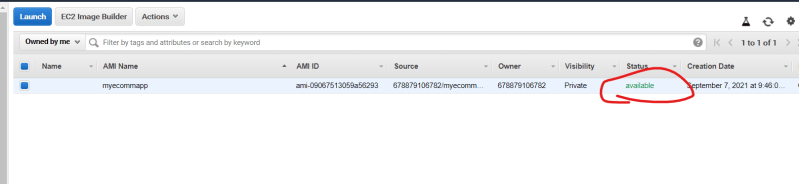 Launch EC2 Image Builder Actions
Owned by me Filter by tags and attributes or search by keyword 1 to 1 of 1
Name AMI Name AMI ID Source Owner Visibility Status Creation Date
myecommapp ami-09067513059a56293 678879106782/myecomm... 678879106782 Private available September 7, 2021 at 9:46:0...